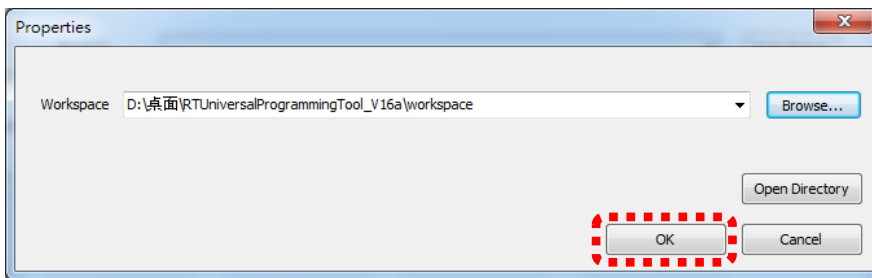 Properties
Workspace D:\桌面\RTUniversalProgrammingTool_V16a\workspace Browse...
Open Directory
OK Cancel